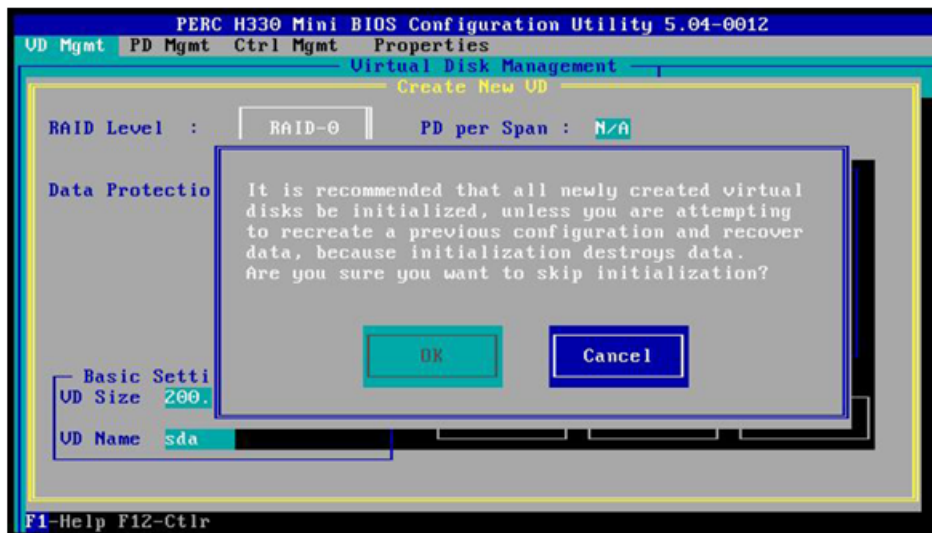 PERC H330 Mini BIOS Configuration Utility 5.04-0012
VD Mgmt PD Mgmt Ctrl Mgmt Properties
Virtual Disk Management
Create New VD
RAID Level : RAID-0 PD per Span : N/A
Data Protectio
It is recommended that all newly created virtual
disks be initialized, unless you are attempting
to recreate a previous configuration and recover
data, because initialization destroys data.
Are you sure you want to skip initialization?
OK Cancel
Basic Setti
VD Size 200.
VD Name sda
F1-Help F12-Ctlr